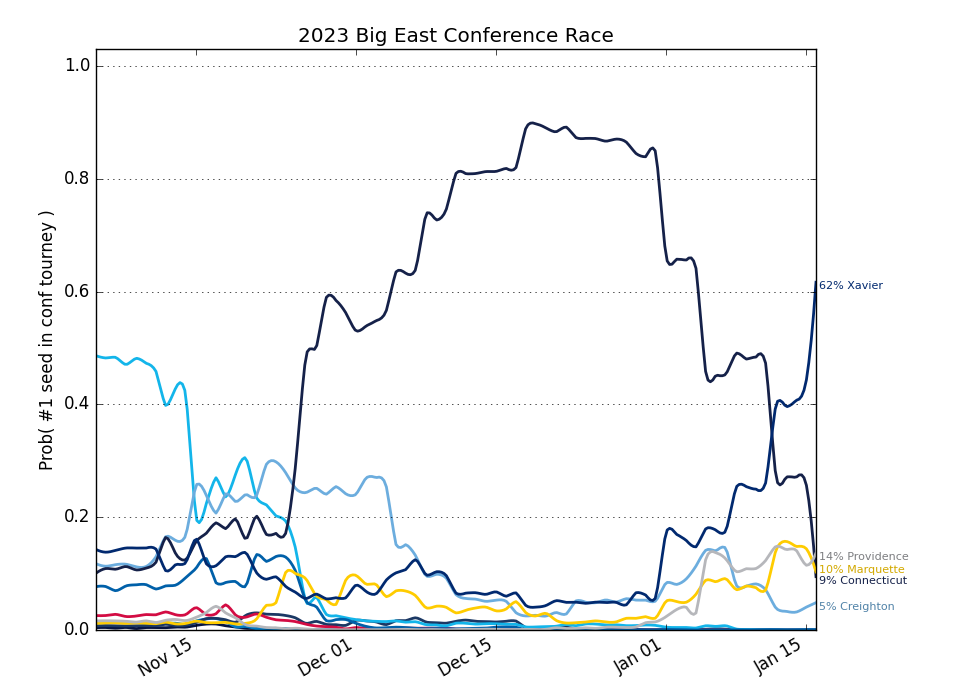 2023 Big East Conference Race
Prob( #1 seed in conf tourney )
1.0
0.8
0.6
0.4
0.2
0.0
62% Xavier
14% Providence
10% Marquette
9% Connecticut
5% Creighton
Nov 15
Dec 01
Dec 15
Jan 01
Jan 15